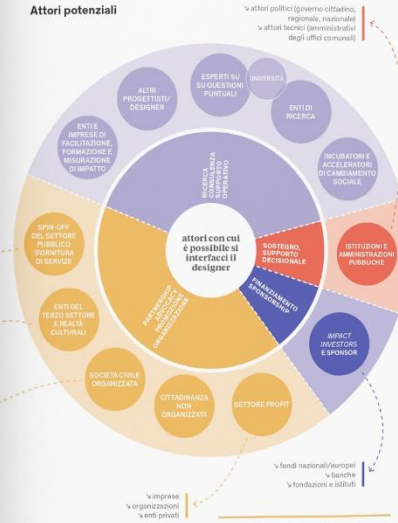 Attori potenziali
↘ attori politici (governo cittadino,
regionale, nazionale)
↘ attori tecnici (amministrativi
degli uffici comunali)
ESPERTI SU
SU QUESTIONI
PUNTUALI
UNIVERSITÀ
ALTRI
PROGETTISTI/
DESIGNER
ENTI DI
RICERCA
ENTI E
IMPRESE DI
FACILITAZIONE,
FORMAZIONE E
MISURAZIONE
DI IMPATTO
INCUBATORI E
ACCELERATORI
DI CAMBIAMENTO
SOCIALE
RICERCA
CONSULENZA
SUPPORTO
OPERATIVO
SPIN-OFF
DEL SETTORE
PUBBLICO
(FORNITURA
DI SERVIZI)
attori con cui
è possibile si
interfacci il
designer
SOSTEGNO,
SUPPORTO
DECISIONALE
ISTITUZIONI E
AMMINISTRAZIONI
PUBBLICHE
FINANZIAMENTO
SPONSORSHIP
PARTNERSHIP
ADVOCACY
PROMOZIONE
ORGANIZZAZIONE
ENTI DEL
TERZO SETTORE
E REALTÀ
CULTURALI
IMPACT
INVESTORS
E SPONSOR
SOCIETÀ CIVILE
ORGANIZZATA
CITTADINANZA
NON
ORGANIZZATA
SETTORE PROFIT
↘ fondi nazionali/europei
↘ banche
↘ fondazioni e istituti
↘ imprese
↘ organizzazioni
↘ enti privati